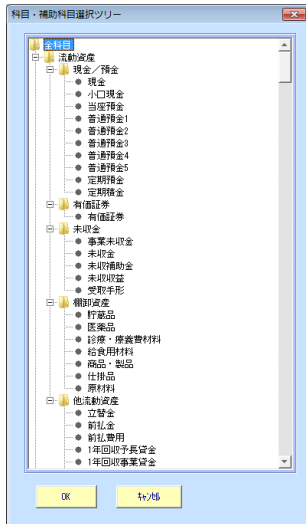 科目・補助科目選択ツリー
全科目
流動資産
現金／預金
現金
小口現金
当座預金
普通預金1
普通預金2
普通預金3
普通預金4
普通預金5
定期預金
定期積金
有価証券
有価証券
未収金
事業未収金
未収金
未収補助金
未収収益
受取手形
棚卸資産
貯蔵品
医薬品
診療・療養費材料
給食用材料
商品・製品
仕掛品
原材料
他流動資産
立替金
前払金
前払費用
1年回収予長貸金
1年回収事業貸金
OK
キャンセル